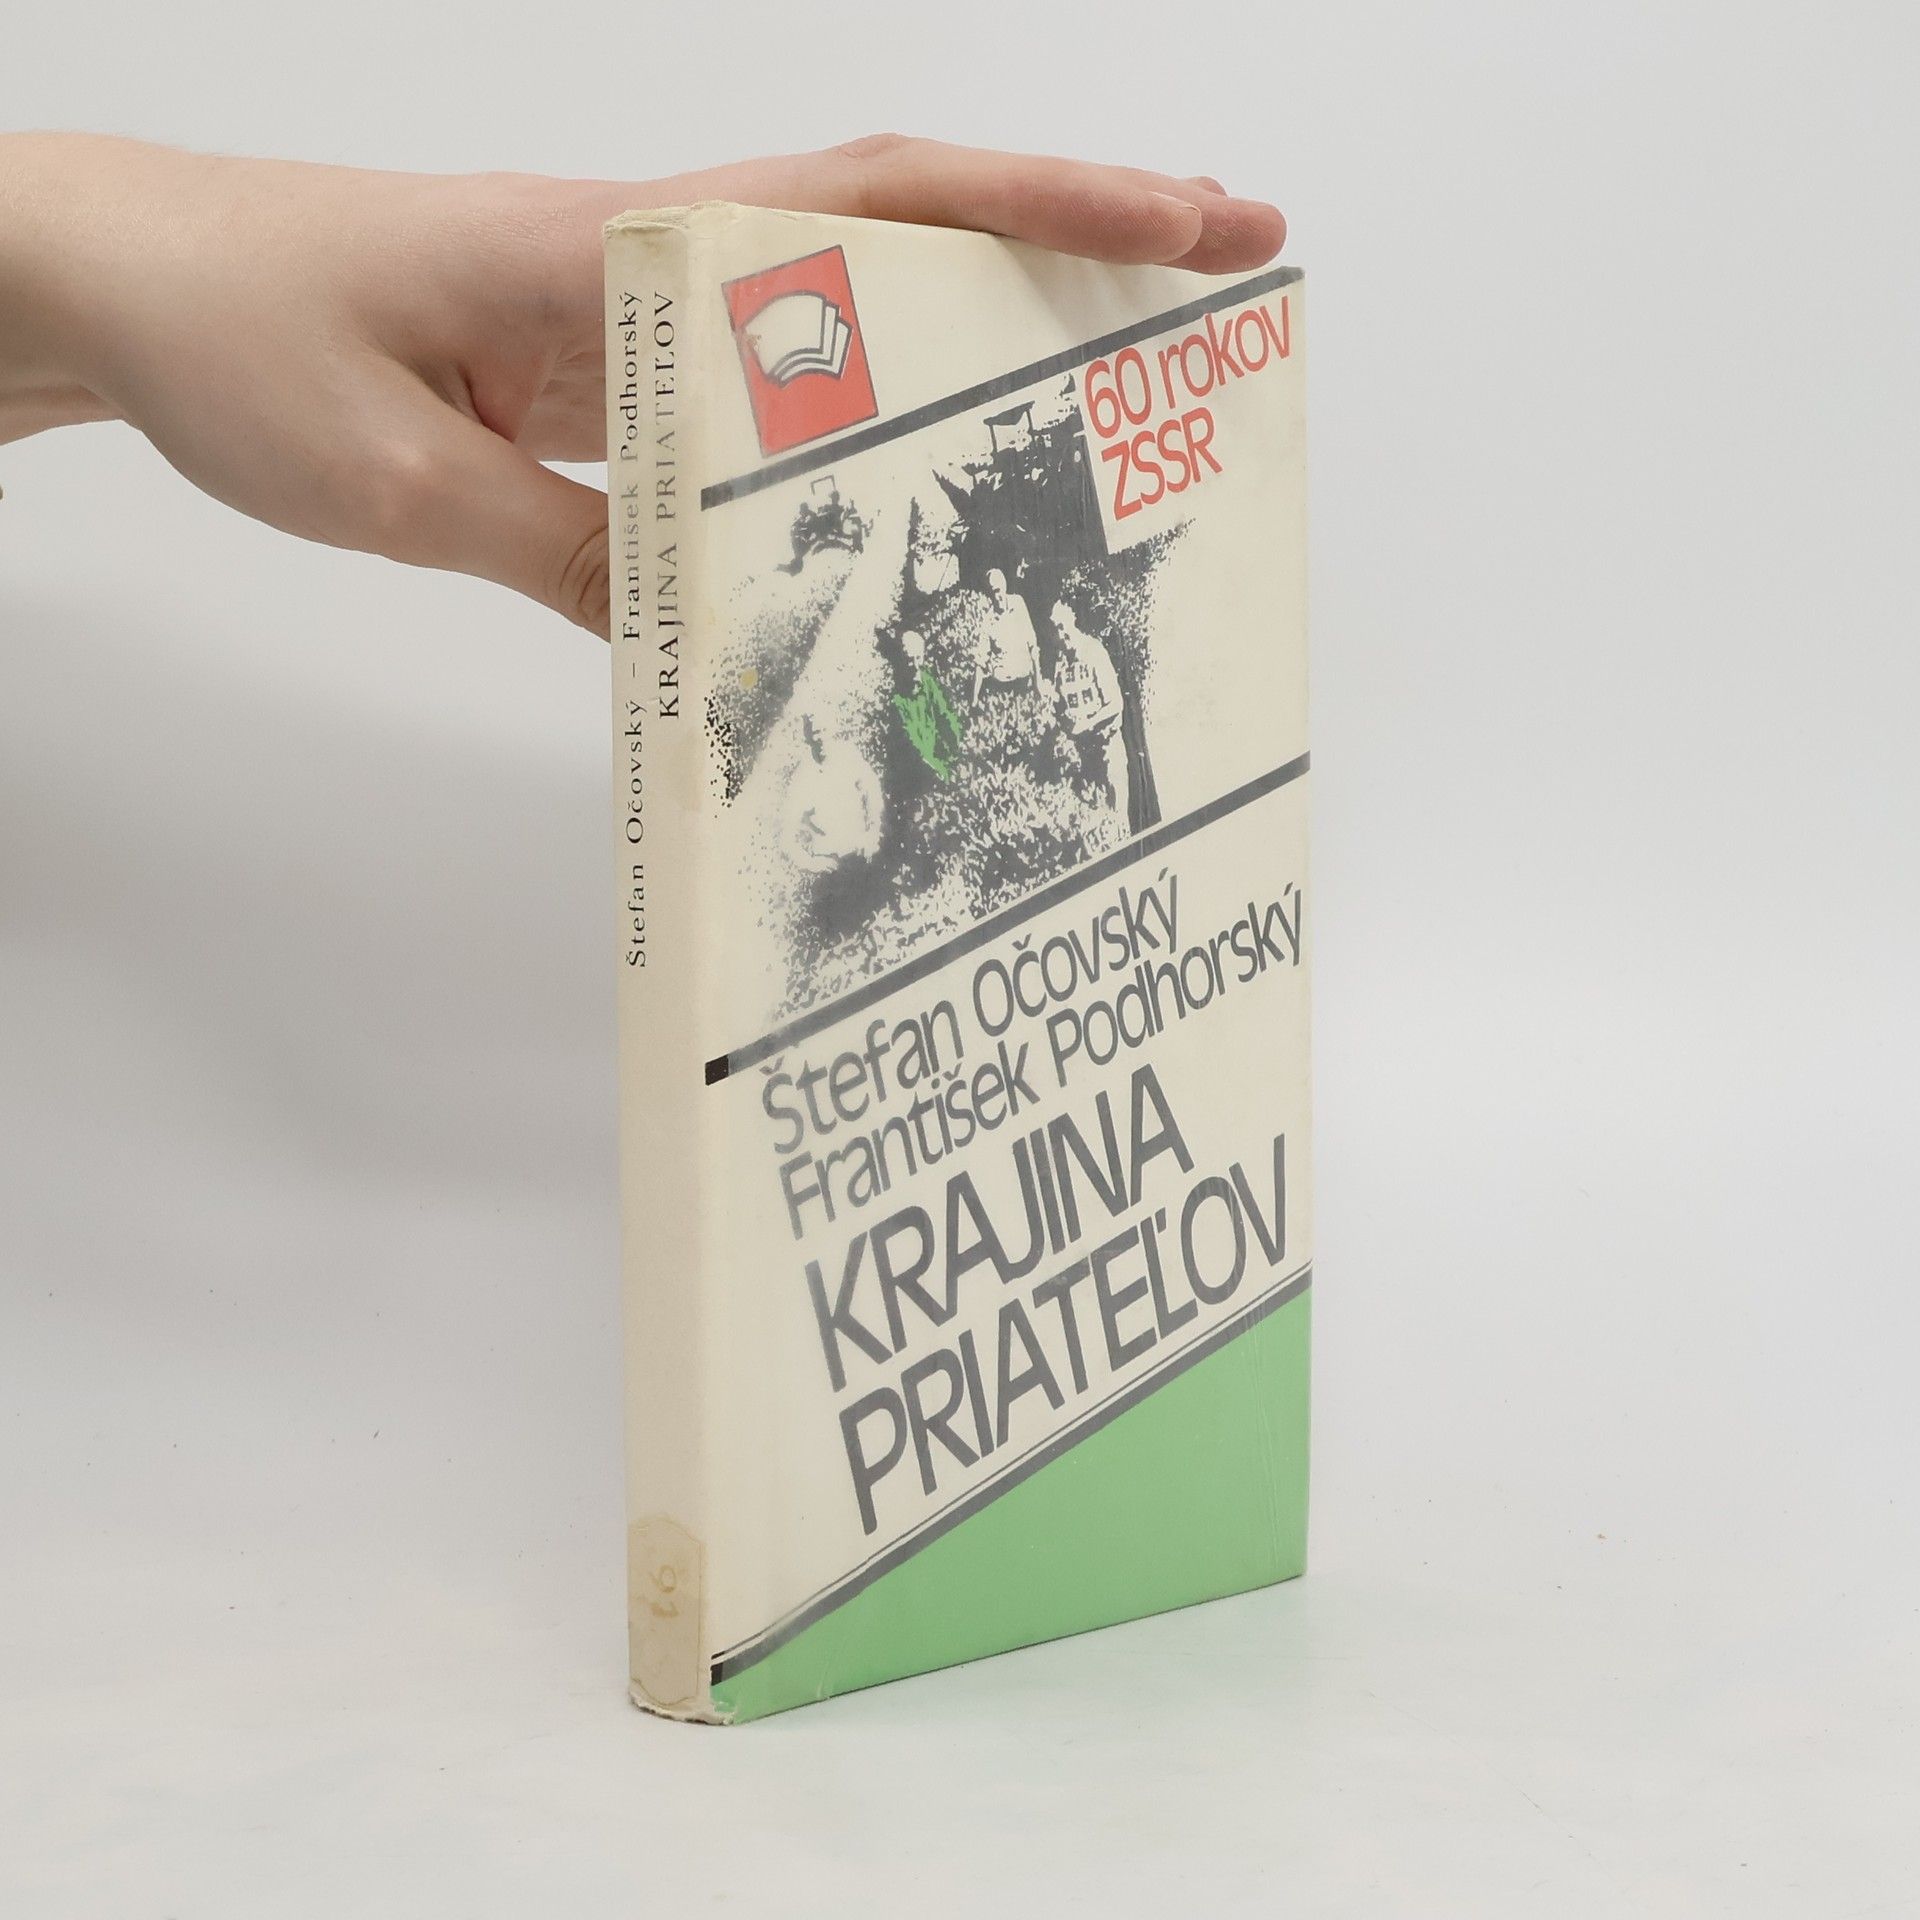 Štefan Očovský – František Podhorský
KRAJINA PRIATEĽOV
60 rokov
ZSSR
Štefan Očovský
František Podhorský
KRAJINA
PRIATEĽOV